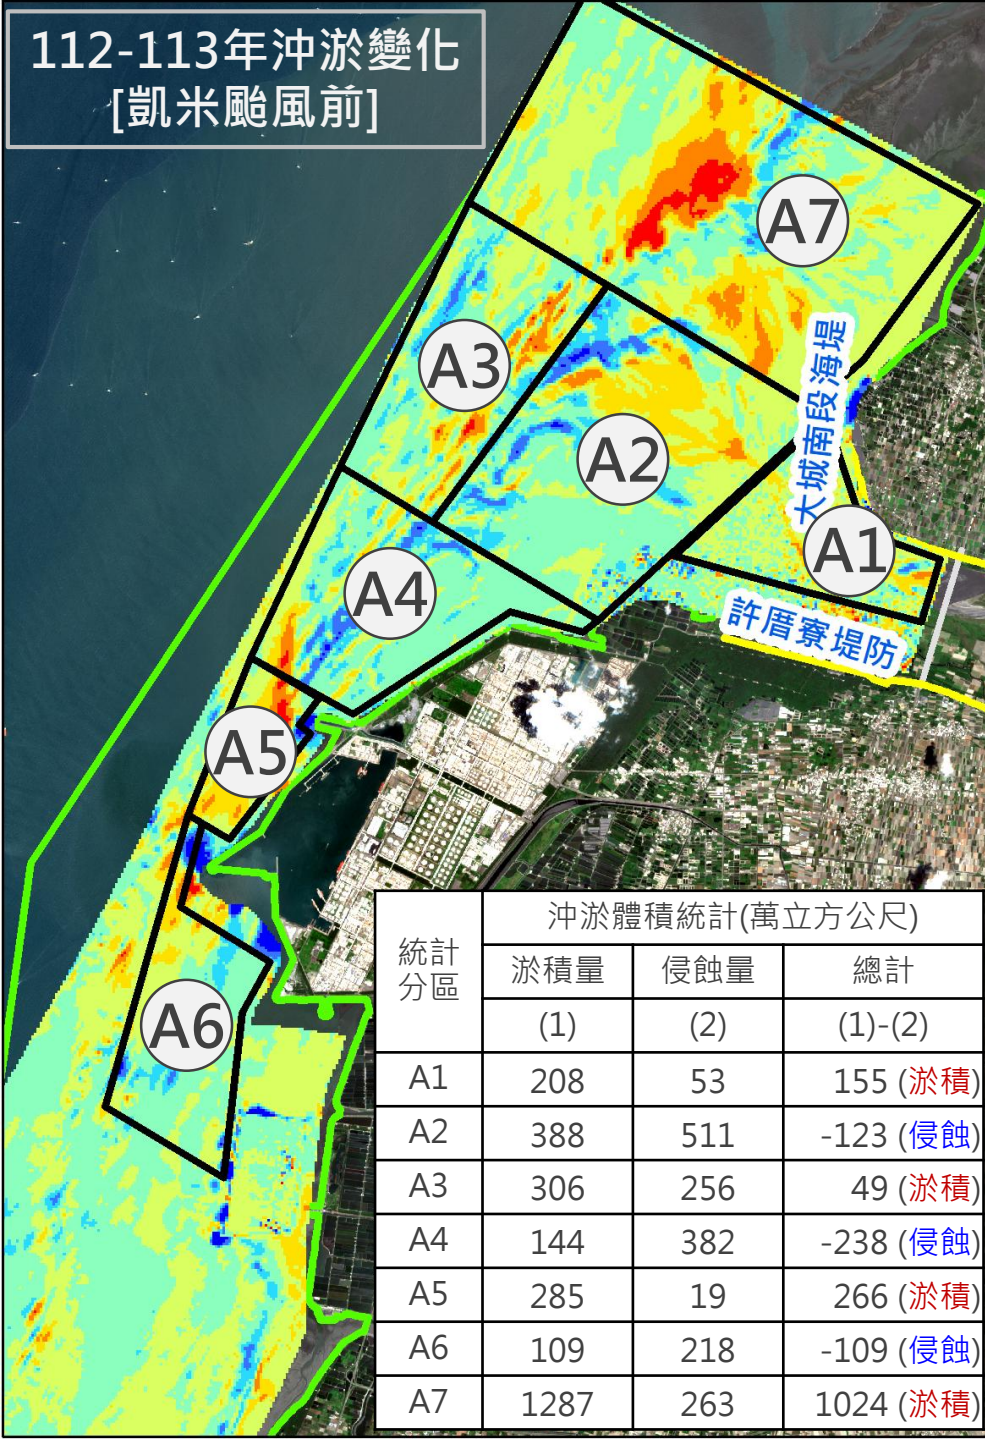 112-113年沖淤變化
[凱米颱風前]
A7
A3
大城南段海堤
A2
A1
A4
許厝寮堤防
A5
A6
統計分區 沖淤體積統計(萬立方公尺)
淤積量 侵蝕量 總計
(1) (2) (1)-(2)
A1 208 53 155 (淤積)
A2 388 511 -123 (侵蝕)
A3 306 256 49 (淤積)
A4 144 382 -238 (侵蝕)
A5 285 19 266 (淤積)
A6 109 218 -109 (侵蝕)
A7 1287 263 1024 (淤積)